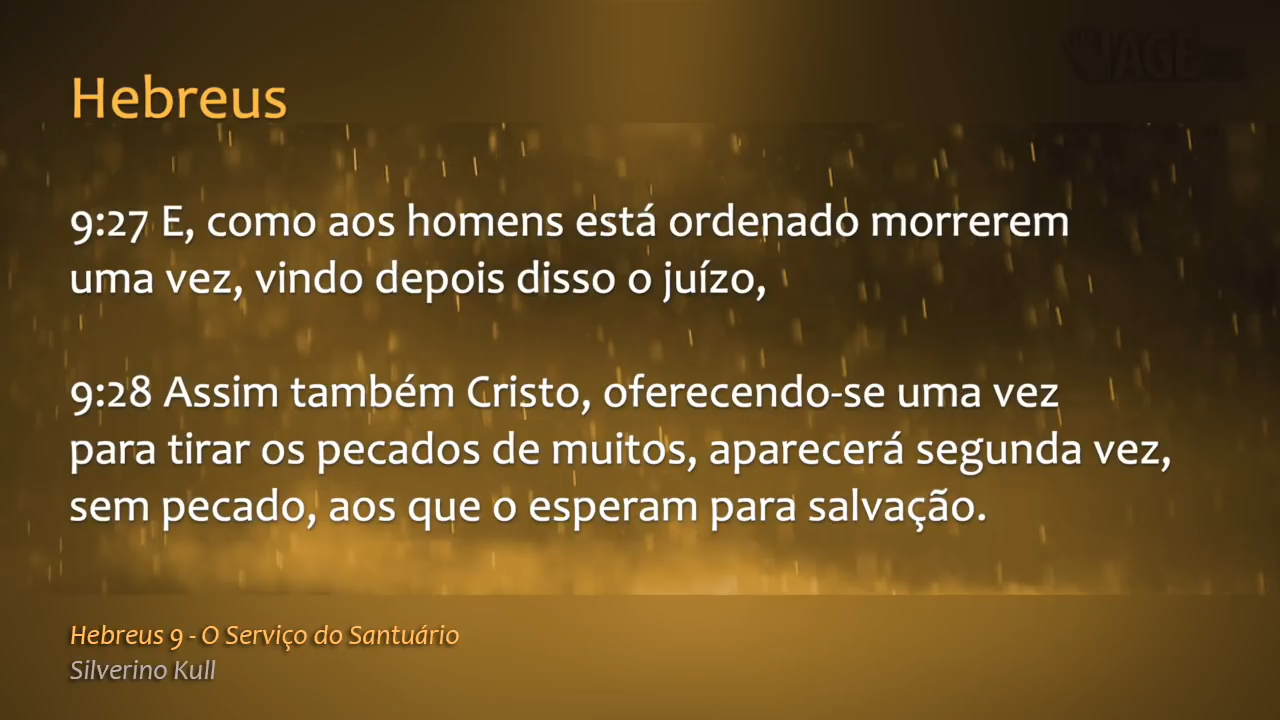 Hebreus
9:27 E, como aos homens está ordenado morrerem
uma vez, vindo depois disso o juízo,
9:28 Assim também Cristo, oferecendo-se uma vez
para tirar os pecados de muitos, aparecerá segunda vez,
sem pecado, aos que o esperam para salvação.
Hebreus 9 - O Serviço do Santuário
Silverino Kull